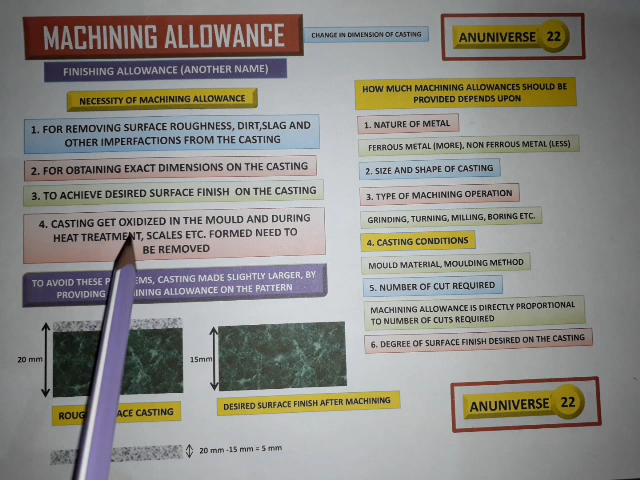 MACHINING ALLOWANCE
CHANGE IN DIMENSION OF CASTING
ANUNIVERSE 22
FINISHING ALLOWANCE (ANOTHER NAME)
NECESSITY OF MACHINING ALLOWANCE
1. FOR REMOVING SURFACE ROUGHNESS, DIRT,SLAG AND
OTHER IMPERFACTIONS FROM THE CASTING
2. FOR OBTAINING EXACT DIMENSIONS ON THE CASTING
3. TO ACHIEVE DESIRED SURFACE FINISH ON THE CASTING
4. CASTING GET OXIDIZED IN THE MOULD AND DURING
HEAT TREATMENT, SCALES ETC. FORMED NEED TO
BE REMOVED
TO AVOID THESE CASTING MADE SLIGHTLY LARGER, BY
PROVIDING ALLOWANCE ON THE PATTERN
20 mm
15mm
CASTING
DESIRED SURFACE FINISH AFTER MACHINING
20 mm -15 mm = 5 mm
HOW MUCH MACHINING ALLOWANCES SHOULD BE
PROVIDED DEPENDS UPON
1. NATURE OF METAL
FERROUS METAL (MORE), NON FERROUS METAL (LESS)
2. SIZE AND SHAPE OF CASTING
3. TYPE OF MACHINING OPERATION
GRINDING, TURNING, MILLING, BORING ETC.
4. CASTING CONDITIONS
MOULD MATERIAL, MOULDING METHOD
5. NUMBER OF CUT REQUIRED
MACHINING ALLOWANCE IS DIRECTLY PROPORTIONAL
TO NUMBER OF CUTS REQUIRED
6. DEGREE OF SURFACE FINISH DESIRED ON THE CASTING
ANUNIVERSE 22